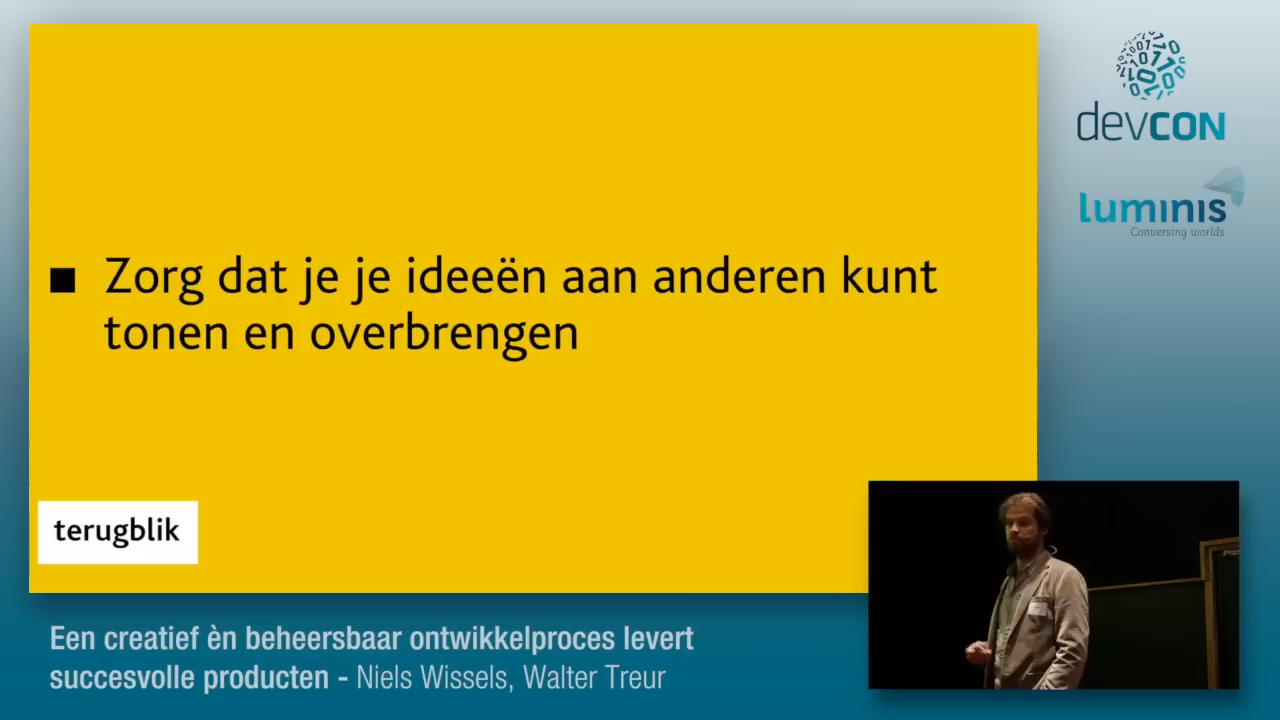 ■ Zorg dat je je ideeën aan anderen kunt
tonen en overbrengen
terugblik
devCON
luminis
Conversing worlds
Een creatief èn beheersbaar ontwikkelproces levert
succesvolle producten - Niels Wissels, Walter Treur